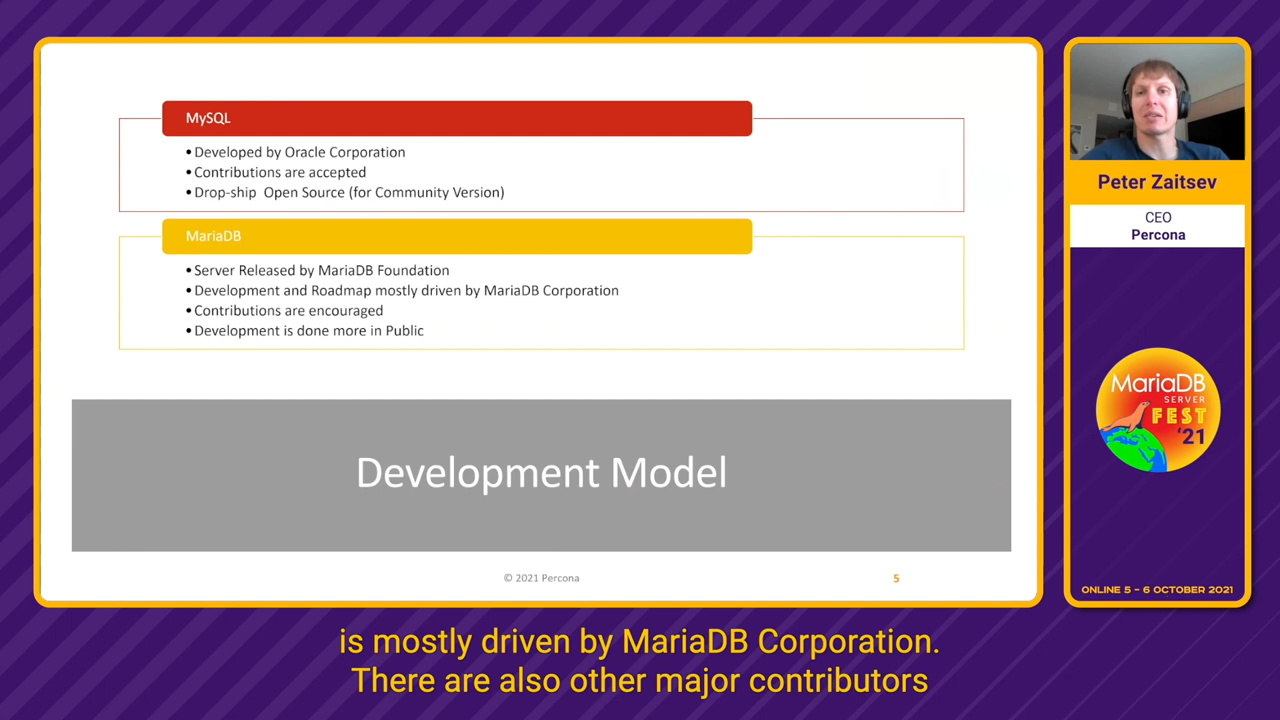 MySQL
•Developed by Oracle Corporation
•Contributions are accepted
•Drop-ship Open Source (for Community Version)
MariaDB
•Server Released by MariaDB Foundation
•Development and Roadmap mostly driven by MariaDB Corporation
•Contributions are encouraged
•Development is done more in Public
Development Model
© 2021 Percona
5
Peter Zaitsev
CEO
Percona
MariaDB
SERVER
FEST
'21
ONLINE 5 – 6 OCTOBER 2021
is mostly driven by MariaDB Corporation.
There are also other major contributors